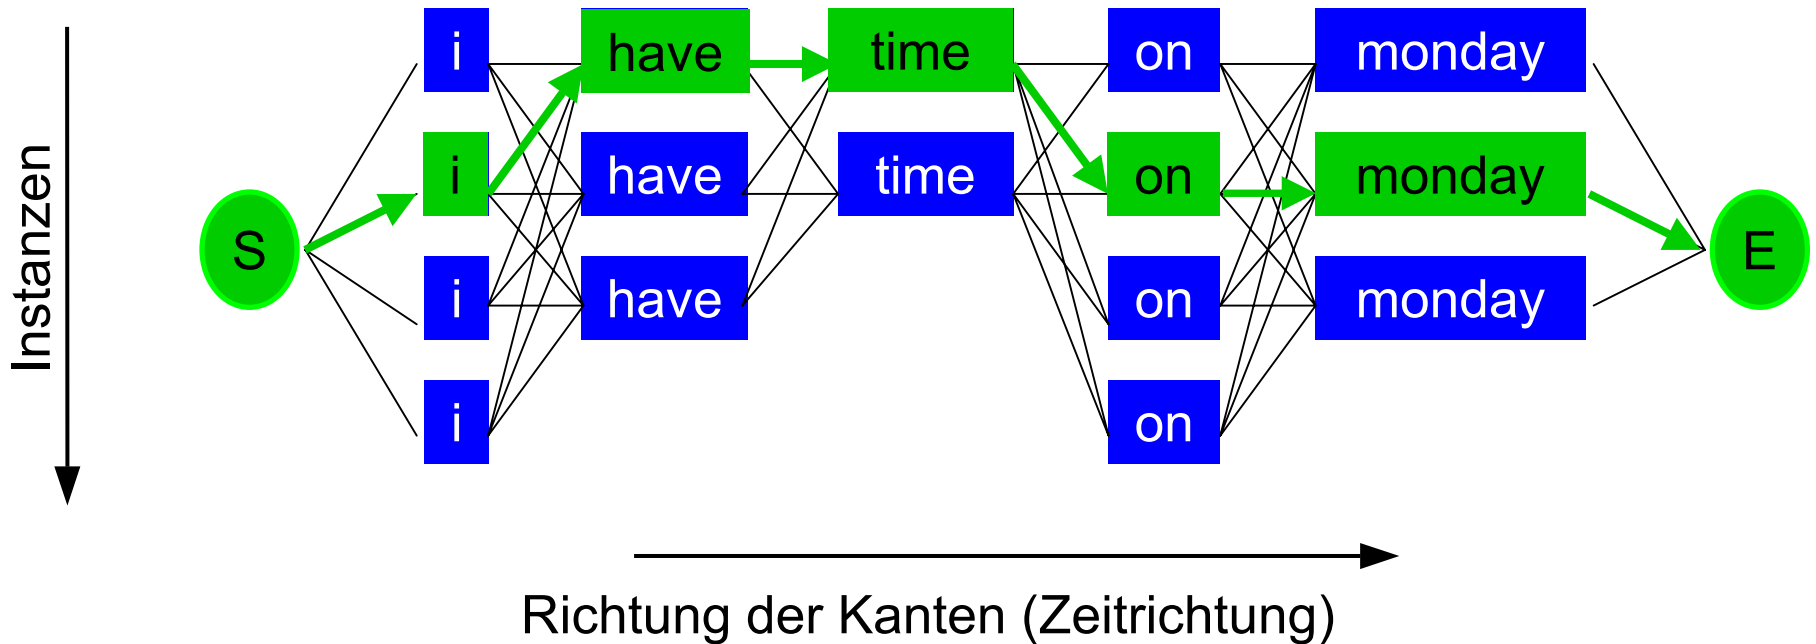 i have time on monday
i have time on monday
S E
i have on monday
i on
Instanzen
Richtung der Kanten (Zeitrichtung)